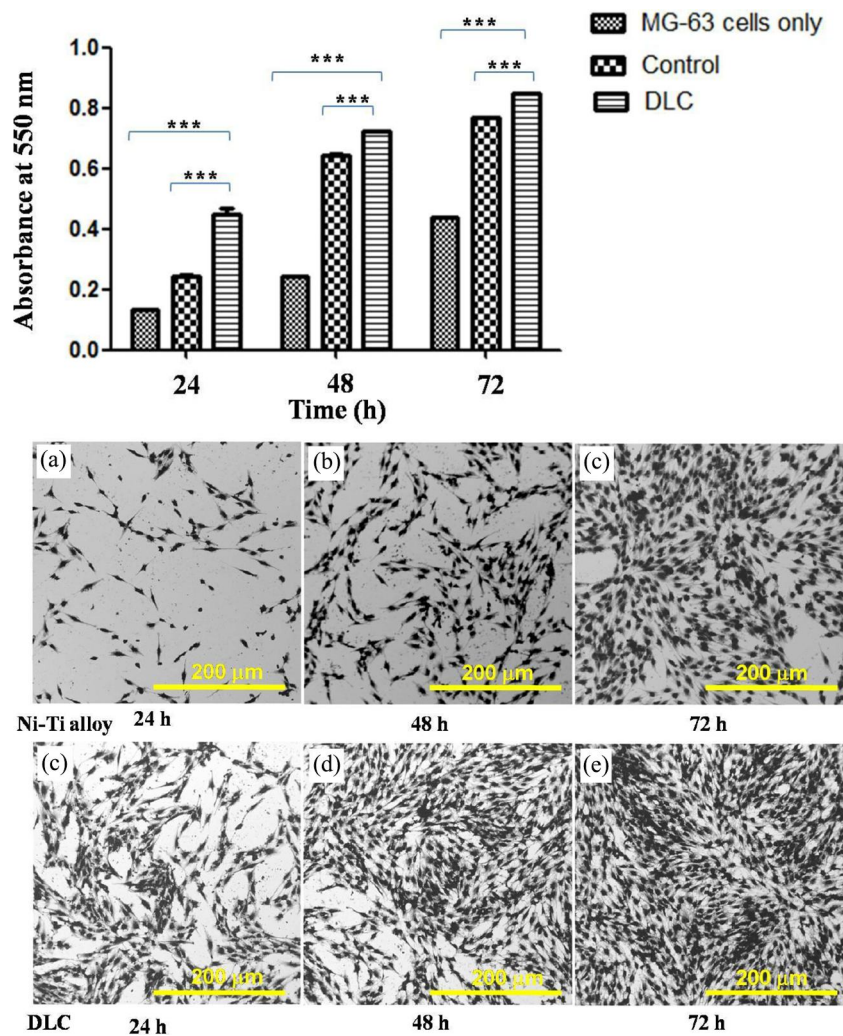 MG-63 cells only
Control
DLC
Absorbance at 550 nm
1.0
0.8
0.6
0.4
0.2
0.0
***
***
***
***
***
***
24
48
72
Time (h)
(a)
(b)
(c)
200 μm
200 μm
200 μm
Ni-Ti alloy
24 h
48 h
72 h
(c)
(d)
(e)
200 μm
200 μm
200 μm
DLC
24 h
48 h
72 h